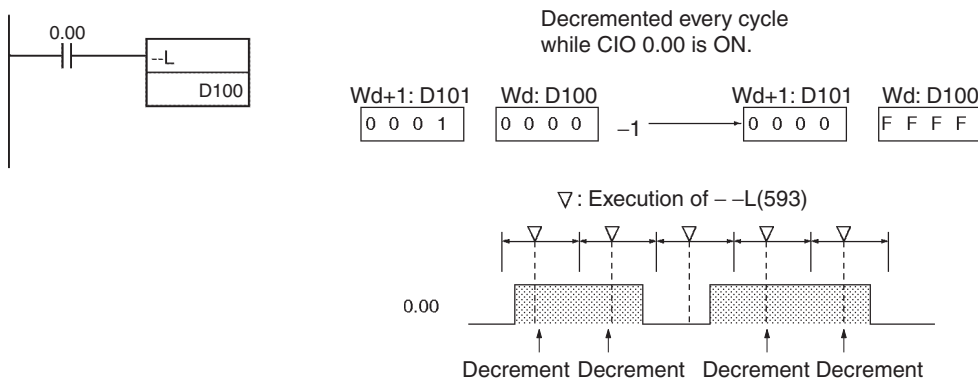 0.00
--L
D100
Decremented every cycle
while CIO 0.00 is ON.
Wd+1: D101 Wd: D100 Wd+1: D101 Wd: D100
0 0 0 1 0 0 0 0 −1 0 0 0 0 F F F F
▽: Execution of − −L(593)
0.00
Decrement Decrement Decrement Decrement